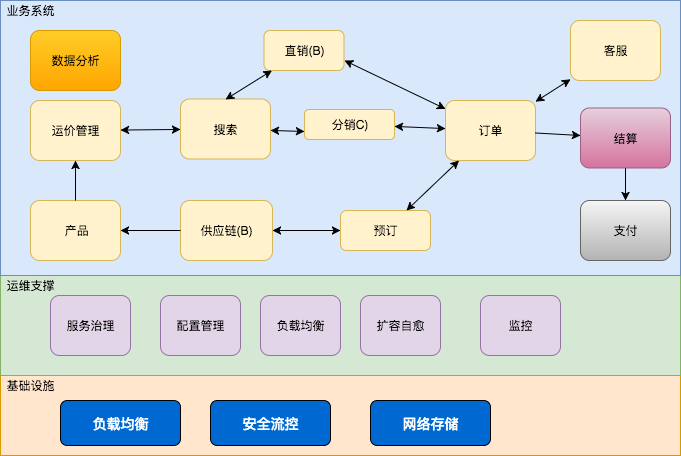 业务系统
数据分析
直销(B)
客服
运价管理
搜索
分销C)
订单
结算
产品
供应链(B)
预订
支付
运维支撑
服务治理
配置管理
负载均衡
扩容自愈
监控
基础设施
负载均衡
安全流控
网络存储